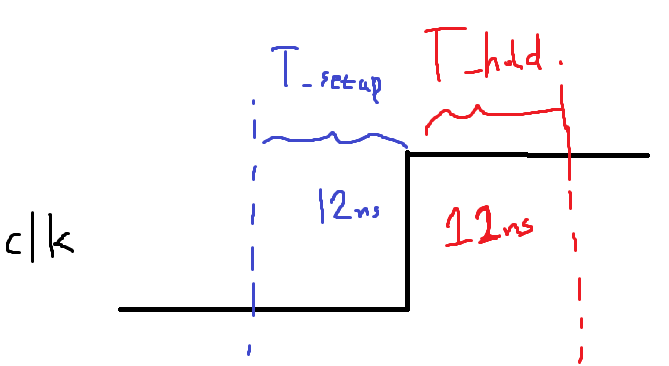 T_setup
T_hold.
12ns
12ns
clk